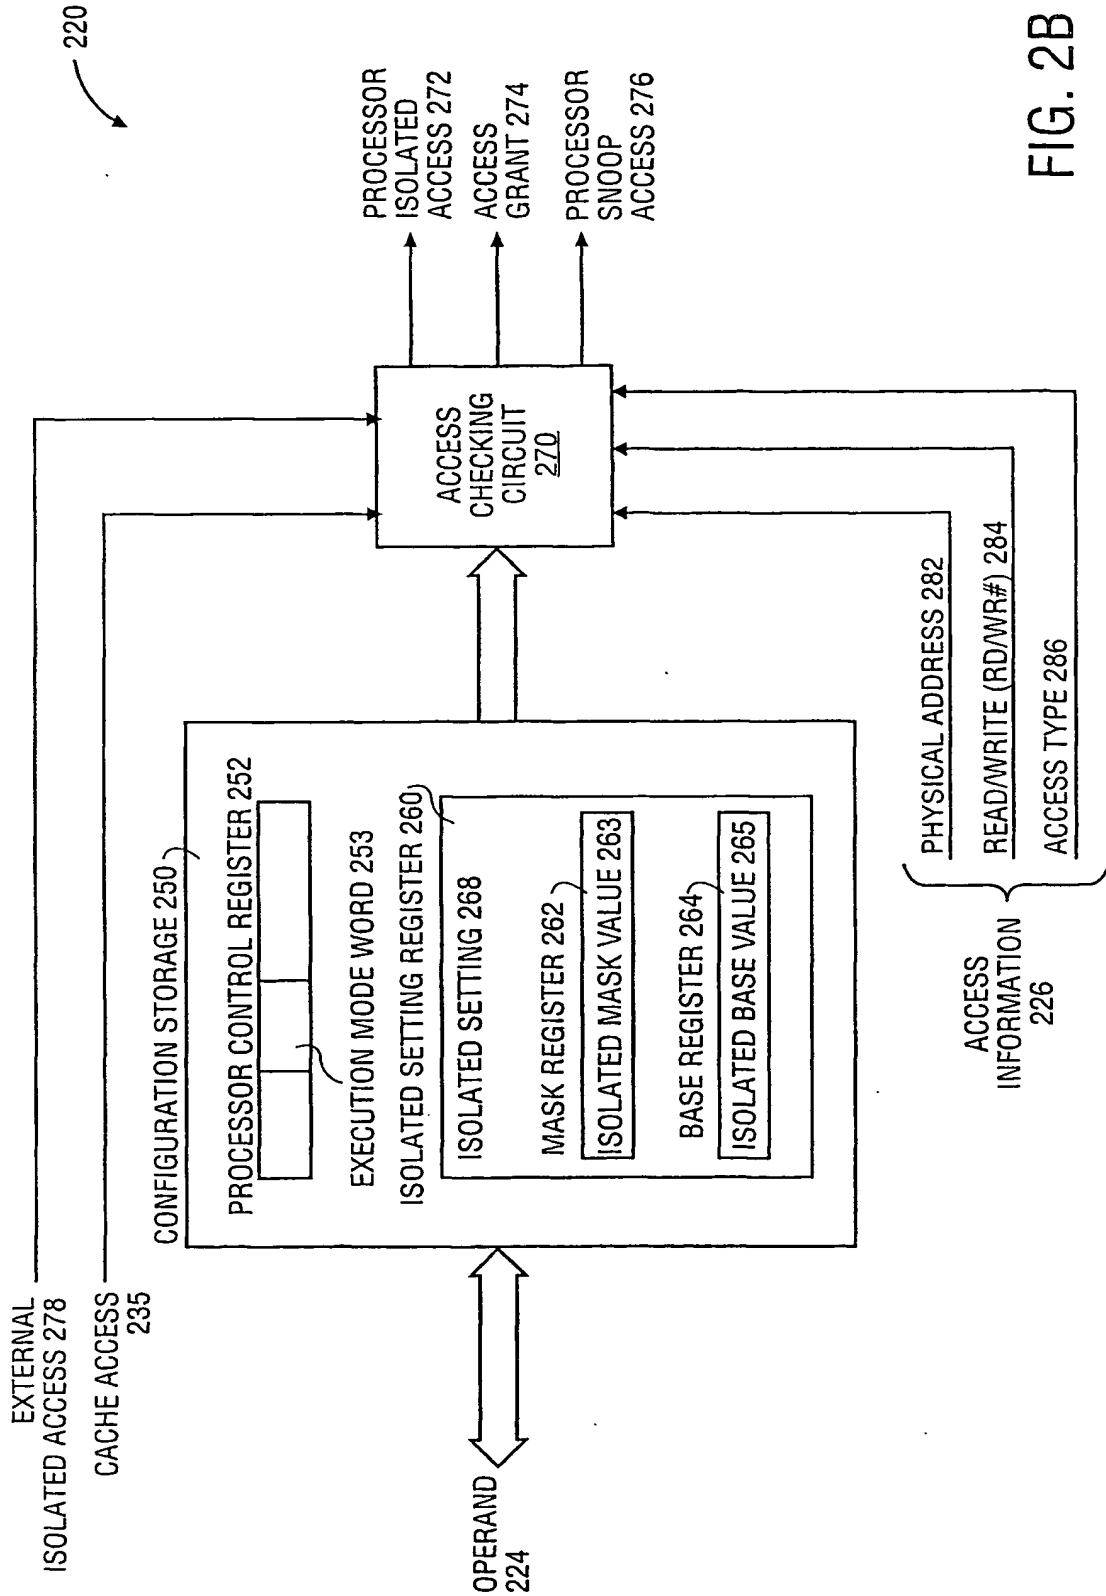 220
EXTERNAL
ISOLATED ACCESS 278
CACHE ACCESS
235
CONFIGURATION STORAGE 250
PROCESSOR CONTROL REGISTER 252
EXECUTION MODE WORD 253
ISOLATED SETTING REGISTER 260
ISOLATED SETTING 268
MASK REGISTER 262
ISOLATED MASK VALUE 263
BASE REGISTER 264
ISOLATED BASE VALUE 265
OPERAND
224
ACCESS
CHECKING
CIRCUIT
270
PROCESSOR
ISOLATED
ACCESS 272
ACCESS
GRANT 274
PROCESSOR
SNOOP
ACCESS 276
PHYSICAL ADDRESS 282
READ/WRITE (RD/WR#) 284
ACCESS TYPE 286
ACCESS
INFORMATION
226
FIG. 2B